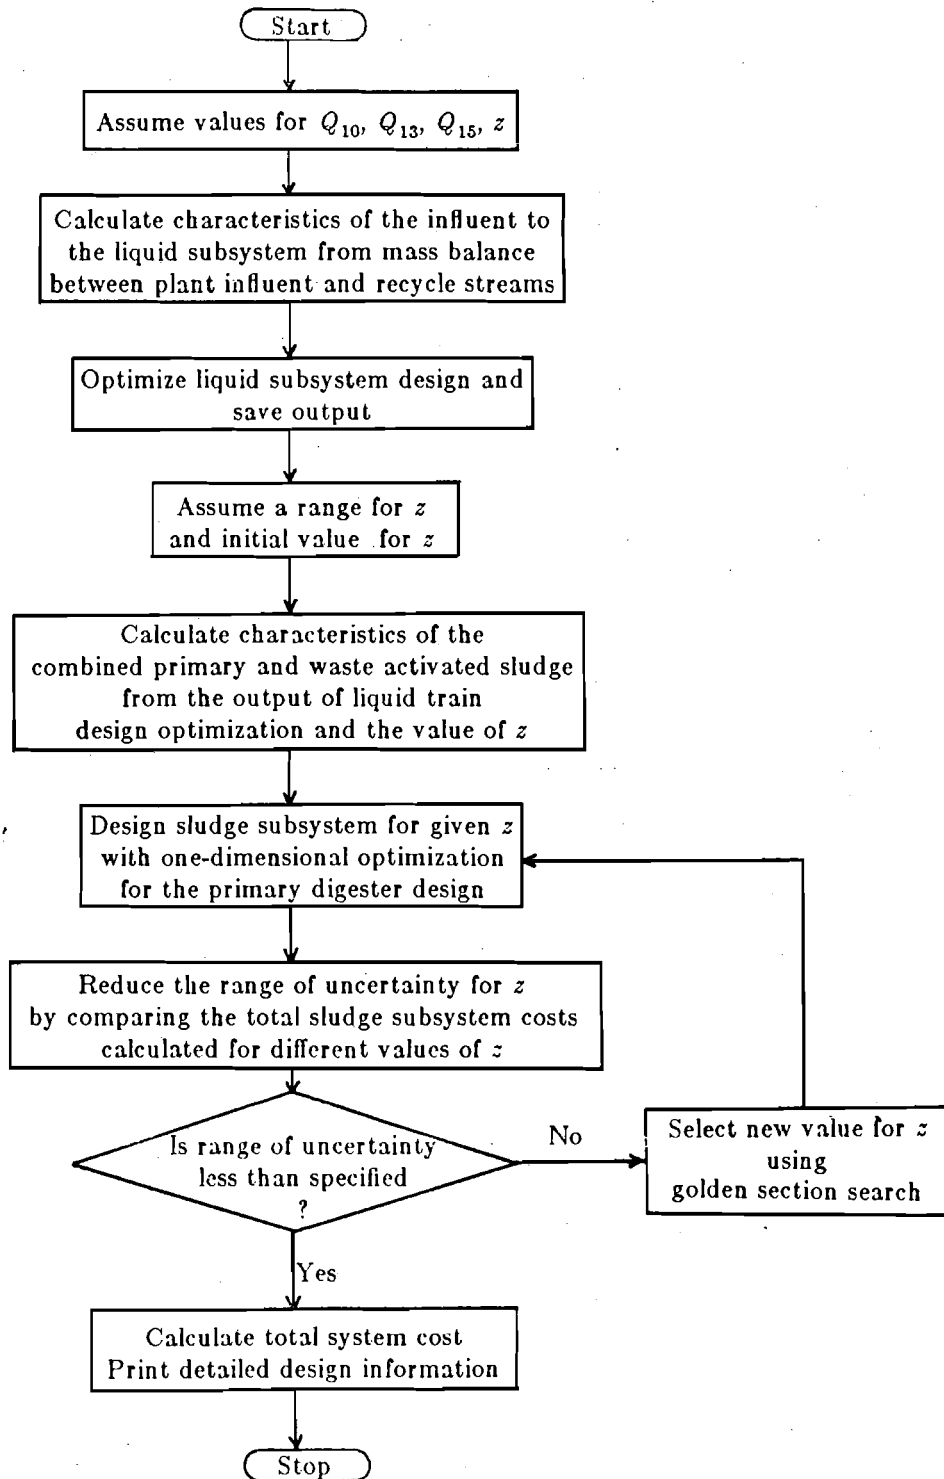 Start
Assume values for Q₁₀, Q₁₃, Q₁₅, z
Calculate characteristics of the influent to
the liquid subsystem from mass balance
between plant influent and recycle streams
Optimize liquid subsystem design and
save output
Assume a range for z
and initial value for z
Calculate characteristics of the
combined primary and waste activated sludge
from the output of liquid train
design optimization and the value of z
Design sludge subsystem for given z
with one-dimensional optimization
for the primary digester design
Reduce the range of uncertainty for z
by comparing the total sludge subsystem costs
calculated for different values of z
Is range of uncertainty
less than specified
?
No
Select new value for z
using
golden section search
Yes
Calculate total system cost
Print detailed design information
Stop